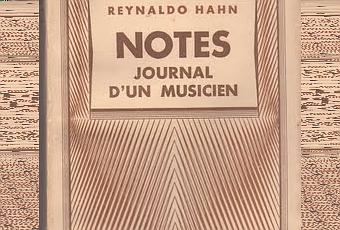 REYNALDO HAHN
NOTES
JOURNAL
D'UN MUSICIEN